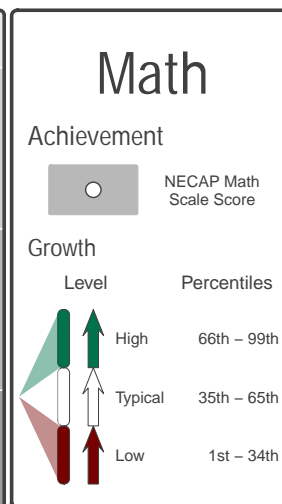 Math
Achievement
NECAP Math
Scale Score
Growth
Level Percentiles
High 66th – 99th
Typical 35th – 65th
Low 1st – 34th